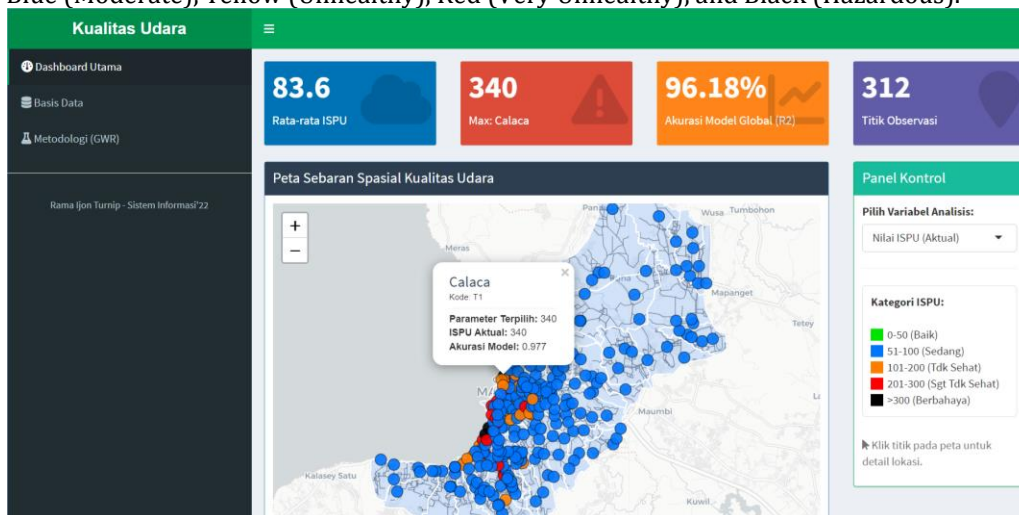 Blue (Moderate), Yellow (Unhealthy), Red (Very Unhealthy), and Black (Hazardous).
Kualitas Udara
Dashboard Utama
Basis Data
Metodologi (GWR)
Rama Ijon Turnip - Sistem Informasi'22
83.6
Rata-rata ISPU
340
Max: Calaca
96.18%
Akurasi Model Global (R2)
312
Titik Observasi
Peta Sebaran Spasial Kualitas Udara
+
−
Wusa
Tumbohon
Meras
Mapanget
Tetey
Maumbi
Kalasey Satu
Kuwil
Calaca
×
Kode: T1
Parameter Terpilih: 340
ISPU Aktual: 340
Akurasi Model: 0.977
Panel Kontrol
Pilih Variabel Analisis:
Nilai ISPU (Aktual)
Kategori ISPU:
0-50 (Baik)
51-100 (Sedang)
101-200 (Tdk Sehat)
201-300 (Sgt Tdk Sehat)
>300 (Berbahaya)
Klik titik pada peta untuk
detail lokasi.